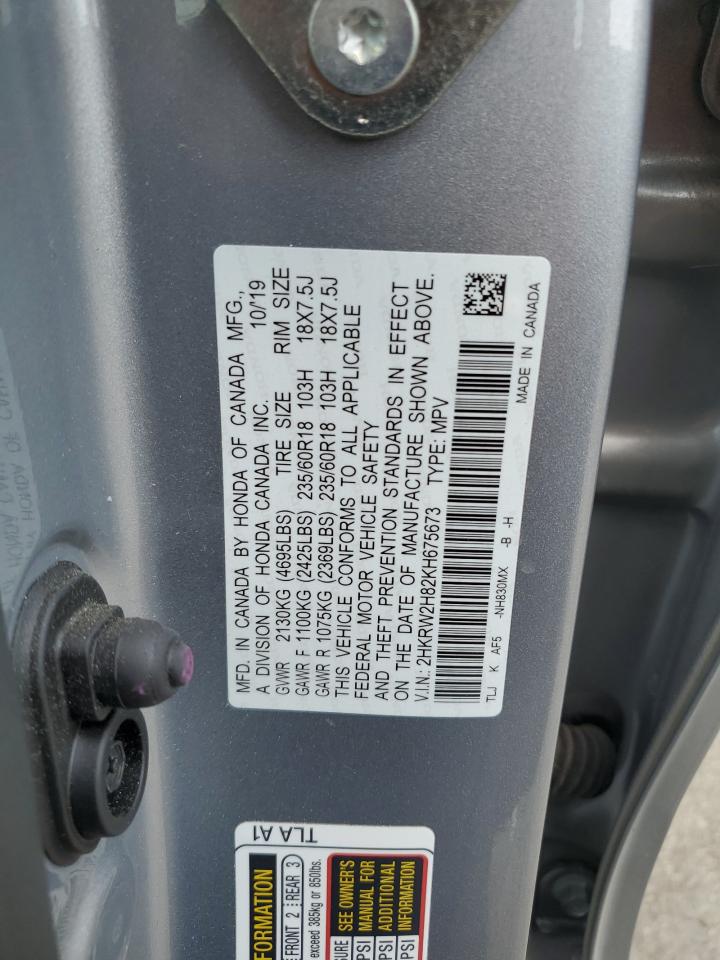 MFD. IN CANADA BY HONDA OF CANADA MFG.,
A DIVISION OF HONDA CANADA INC. 10/'19
GVWR 2130KG (4695LBS) TIRE SIZE RIM SIZE
GAWR F 1100KG (2425LBS) 235/60R18 103H 18X7.5J
GAWR R 1075KG (2369LBS) 235/60R18 103H 18X7.5J
THIS VEHICLE CONFORMS TO ALL APPLICABLE
FEDERAL MOTOR VEHICLE SAFETY
AND THEFT PREVENTION STANDARDS IN EFFECT
ON THE DATE OF MANUFACTURE SHOWN ABOVE.
V.I.N.: 2HKRW2H82KH675673 TYPE: MPV
TLJ K AF5 -NH830MX -B -H
MADE IN CANADA
TLA A1
FRONT 2 REAR 3
exceed 385kg or 850lbs.
SEE OWNER'S
MANUAL FOR
ADDITIONAL
INFORMATION
PSI
PSI